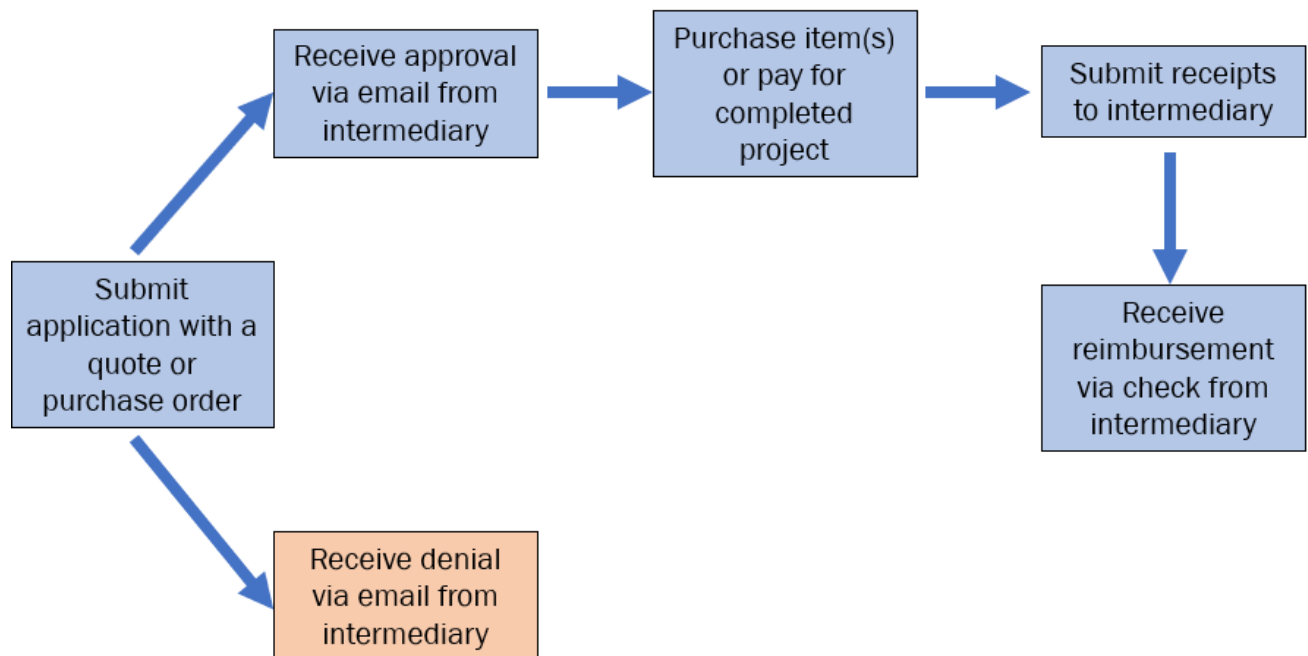 Submit
application with a
quote or
purchase order
Receive approval
via email from
intermediary
Purchase item(s)
or pay for
completed
project
Submit receipts
to intermediary
Receive
reimbursement
via check from
intermediary
Receive denial
via email from
intermediary